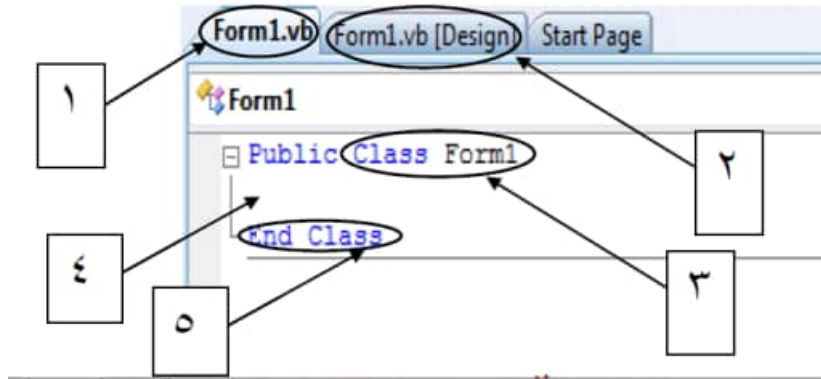 Form1.vb Form1.vb [Design] Start Page
١
Form1
Public Class Form1
٢
End Class
٤
٣
٥